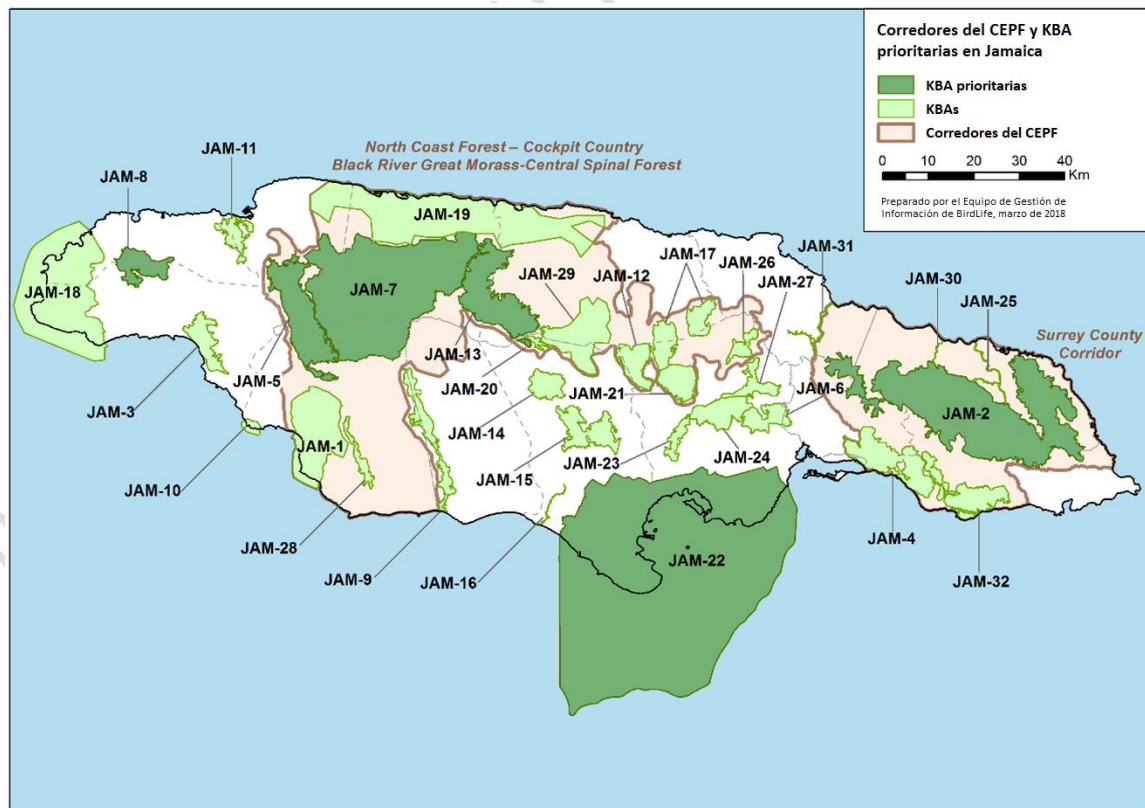 Corredores del CEPF y KBA
prioritarias en Jamaica
KBA prioritarias
KBAs
Corredores del CEPF
0 10 20 30 40
Km
Preparado por el Equipo de Gestión de
Información de BirdLife, marzo de 2018
North Coast Forest – Cockpit Country
Black River Great Morass-Central Spinal Forest
Surrey County
Corridor
JAM-11
JAM-8
JAM-19
JAM-18
JAM-7
JAM-29
JAM-12
JAM-17
JAM-26
JAM-27
JAM-31
JAM-30
JAM-25
JAM-13
JAM-20
JAM-5
JAM-3
JAM-21
JAM-6
JAM-2
JAM-14
JAM-1
JAM-23
JAM-24
JAM-15
JAM-10
JAM-28
JAM-9
JAM-16
JAM-22
JAM-4
JAM-32